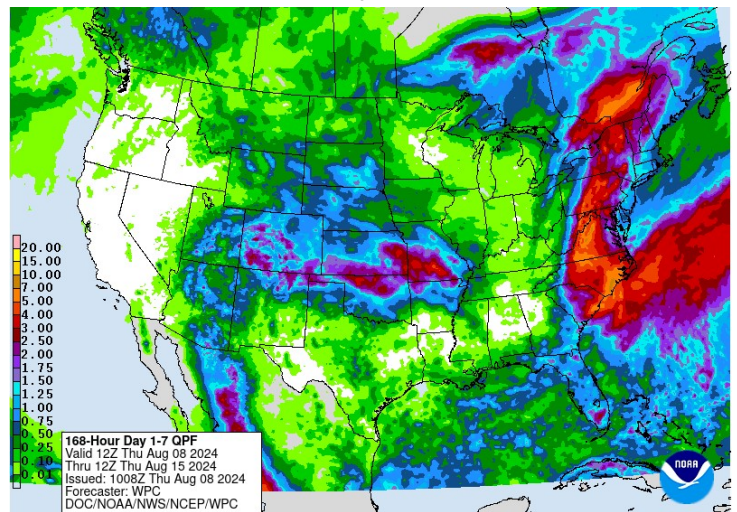 20.00
15.00
10.00
7.00
5.00
4.00
3.00
2.50
2.00
1.75
1.50
1.25
1.00
0.75
0.50
0.25
0.10
0.01
168-Hour Day 1-7 QPF
Valid 12Z Thu Aug 08 2024
Thru 12Z Thu Aug 15 2024
Issued: 1008Z Thu Aug 08 2024
Forecaster: WPC
DOC/NOAA/NWS/NCEP/WPC
NOAA